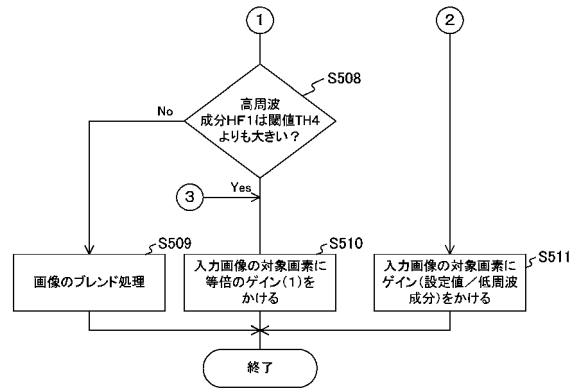 1
2
S508
高周波
成分HF1は閾値TH4
よりも大きい？
No
Yes
3
S509
画像のブレンド処理
S510
入力画像の対象画素に
等倍のゲイン(1)を
かける
S511
入力画像の対象画素に
ゲイン(設定値／低周波
成分)をかける
終了